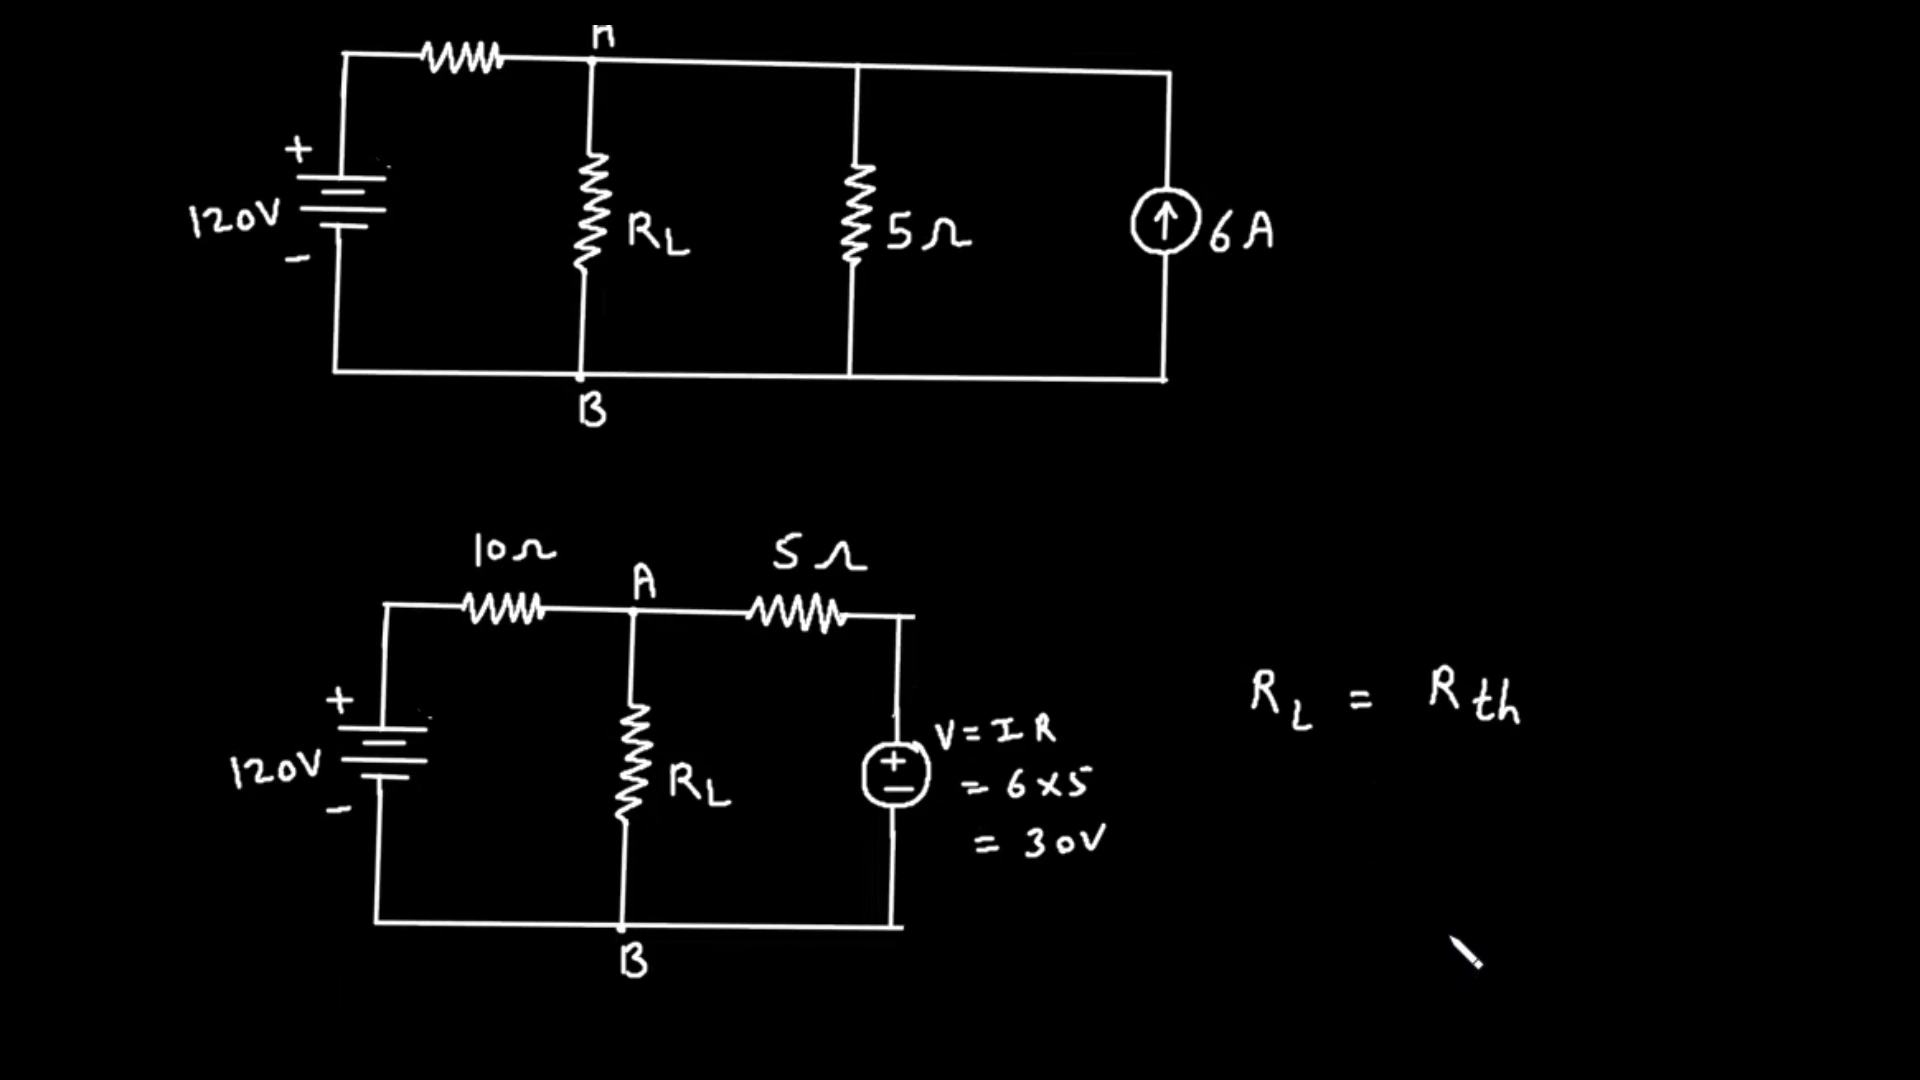 A
+
120V
-
RL
5Ω
6A
B
10Ω
5Ω
A
+
120V
-
RL
+
-
V = IR
= 6 x 5
= 30V
B
RL = Rth